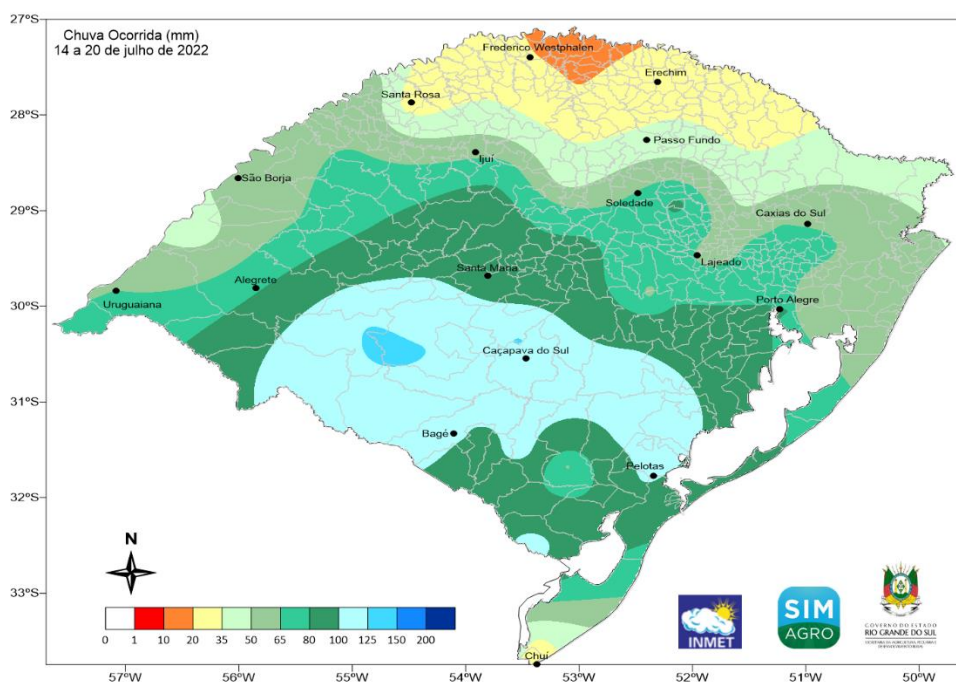 Chuva Ocorrida (mm)
14 a 20 de julho de 2022
27°S
28°S
29°S
30°S
31°S
32°S
33°S
Frederico Westphalen
Erechim
Santa Rosa
Passo Fundo
Ijuí
São Borja
Soledade
Caxias do Sul
Lajeado
Santa Maria
Alegrete
Uruguaiana
Porto Alegre
Caçapava do Sul
Bagé
Pelotas
Chuí
N
0 1 10 20 35 50 65 80 100 125 150 200
INMET
SIM
AGRO
GOVERNO DO ESTADO
RIO GRANDE DO SUL
57°W 56°W 55°W 54°W 53°W 52°W 51°W 50°W